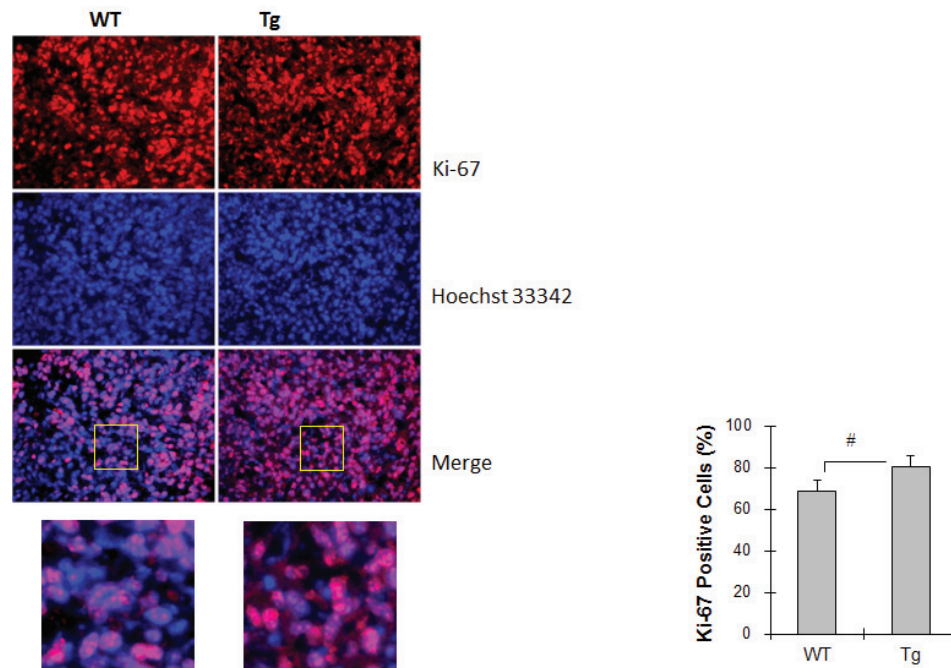 WT Tg
Ki-67
Hoechst 33342
Merge
Ki-67 Positive Cells (%)
100
80
60
40
20
0
#
WT Tg